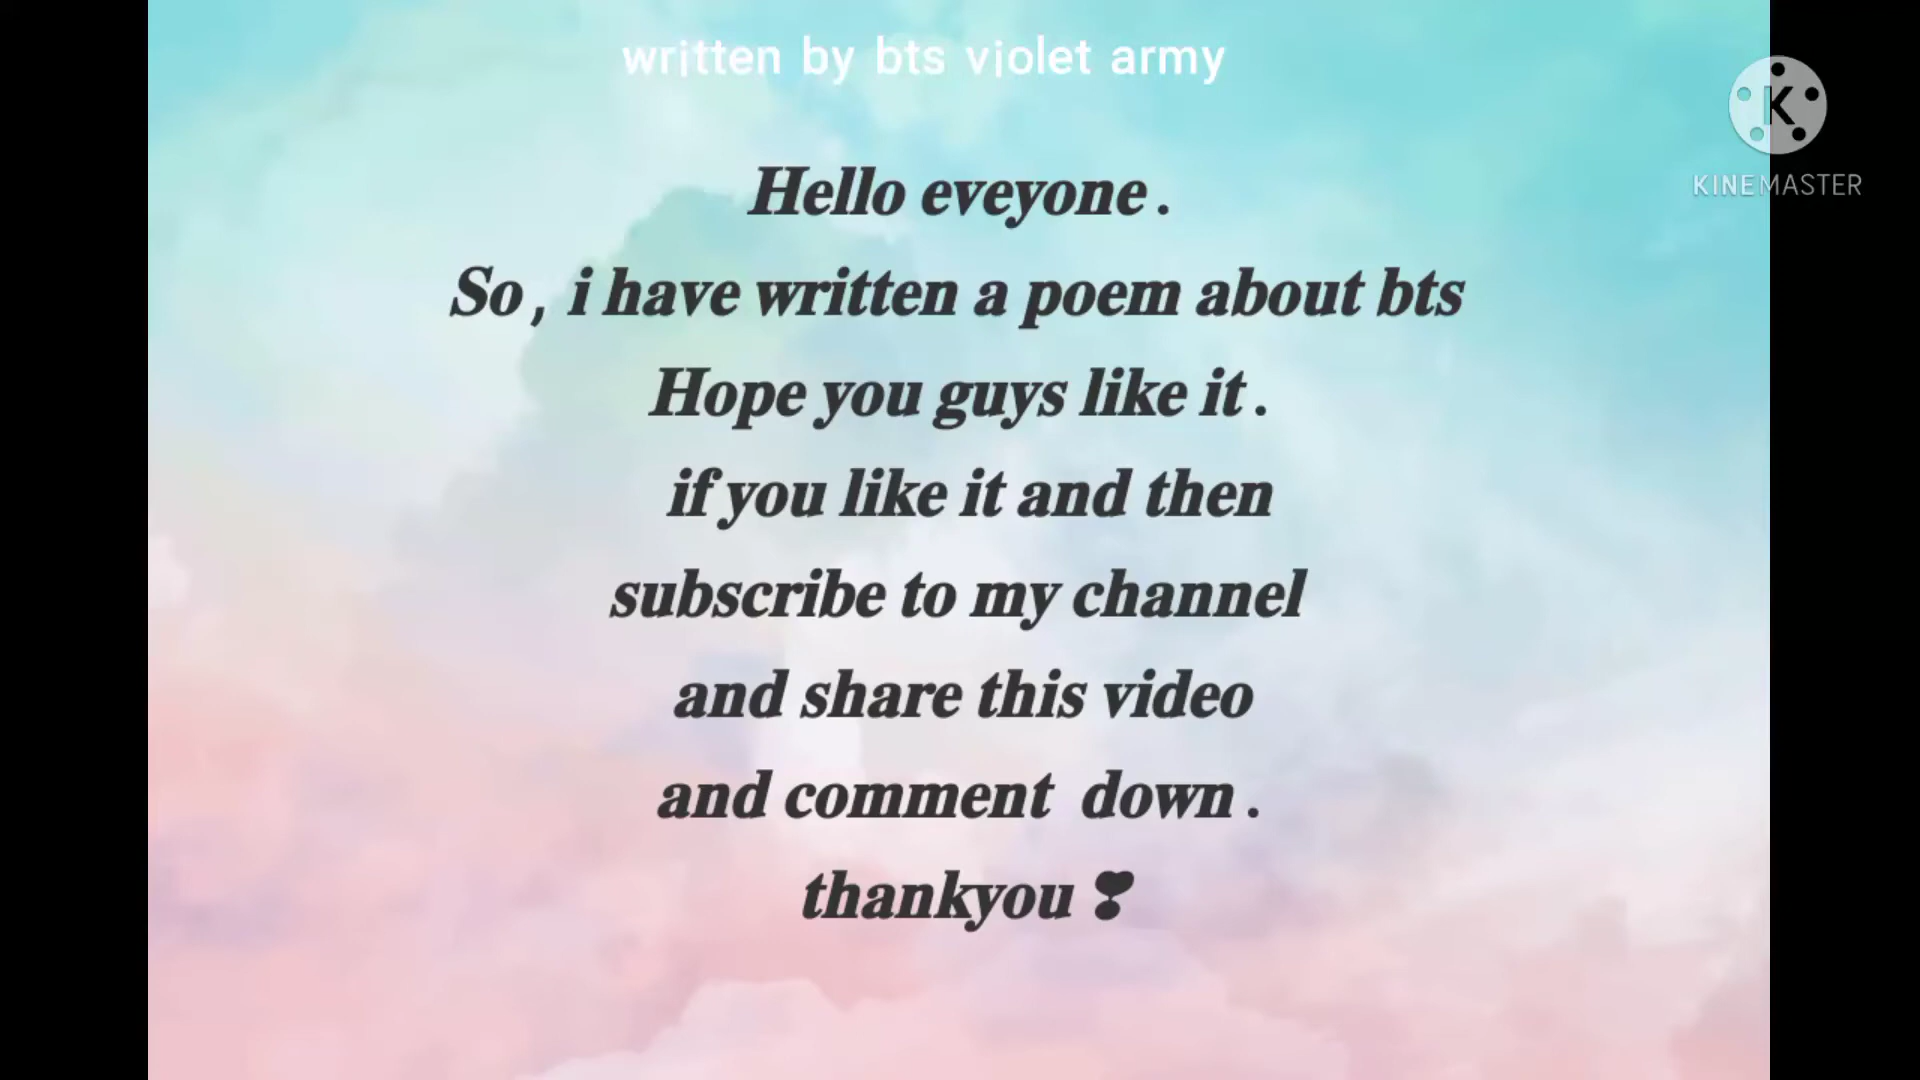 written by bts violet army
Hello eveyone .
So , i have written a poem about bts
Hope you guys like it .
if you like it and then
subscribe to my channel
and share this video
and comment down .
thankyou ❣
K
KINEMASTER